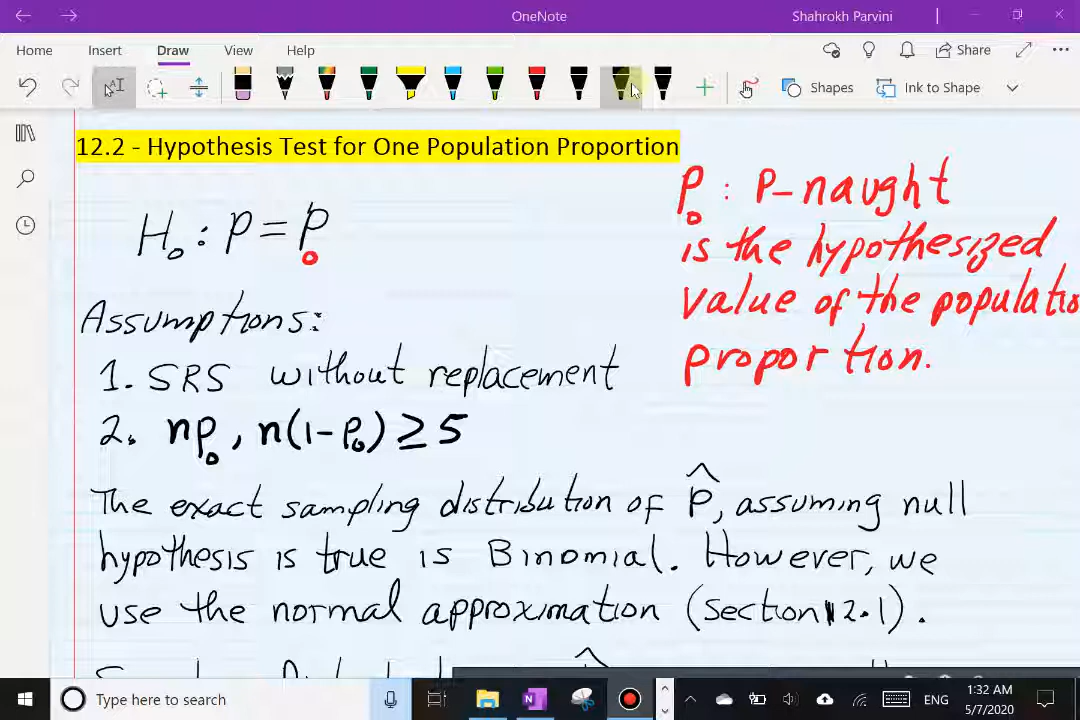 OneNote
Shahrokh Parvini
Home Insert Draw View Help
Share
Shapes
Ink to Shape
12.2 - Hypothesis Test for One Population Proportion
H₀ : P = P₀
P₀ : P-naught
is the hypothesized
value of the populatio
proportion.
Assumptions:
1. SRS without replacement
2. np₀, n(1-p₀) ≥ 5
The exact sampling distribution of p̂, assuming null
hypothesis is true is Binomial. However, we
use the normal approximation (Section 12.1).
Type here to search
ENG
1:32 AM
5/7/2020